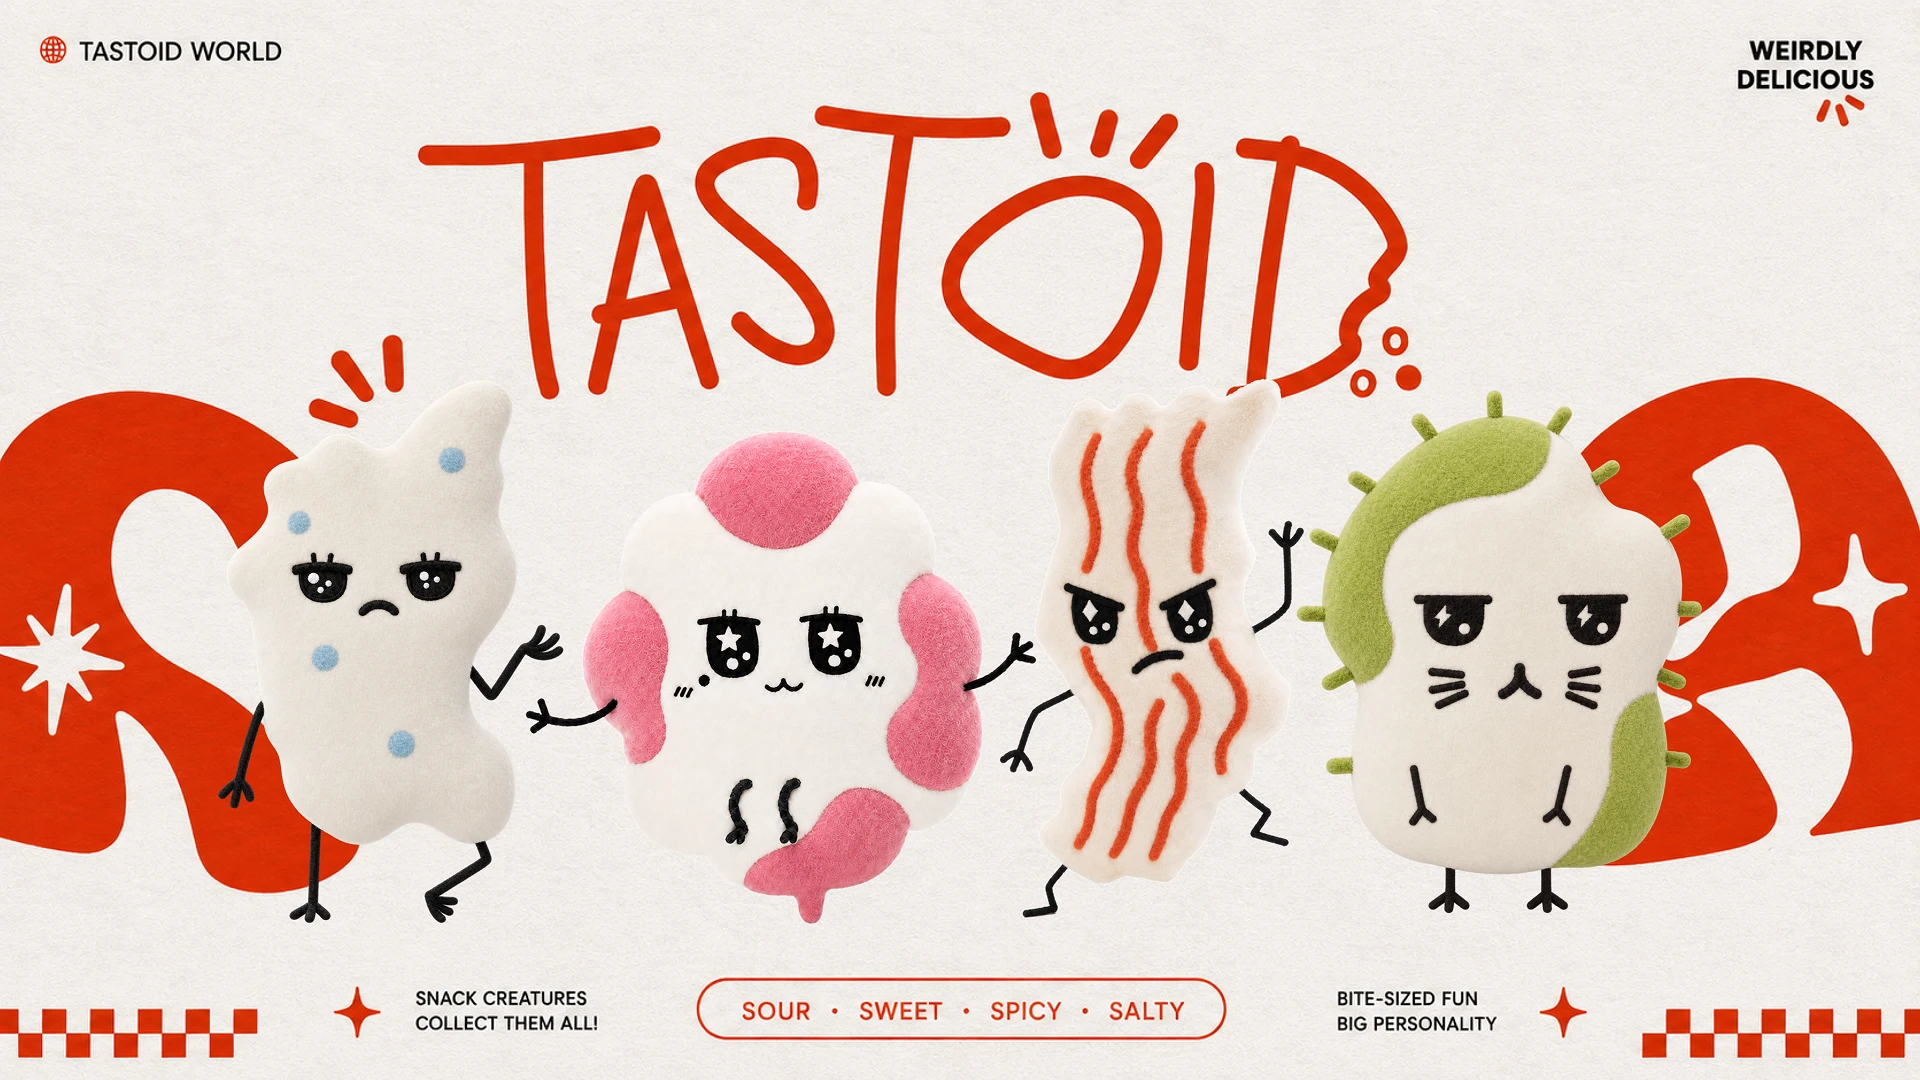 TASTOID WORLD
WEIRDLY
DELICIOUS
TASTOID
SNACK CREATURES
COLLECT THEM ALL!
SOUR • SWEET • SPICY • SALTY
BITE-SIZED FUN
BIG PERSONALITY